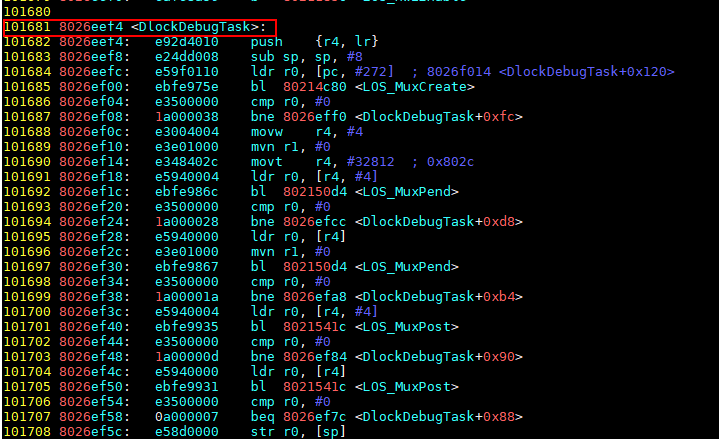 101680
101681 8026eef4 <DlockDebugTask>:
101682 8026eef4: e92d4010 push {r4, lr}
101683 8026eef8: e24dd008 sub sp, sp, #8
101684 8026eefc: e59f0110 ldr r0, [pc, #272] ; 8026f014 <DlockDebugTask+0x120>
101685 8026ef00: ebfe975e bl 80214c80 <LOS_MuxCreate>
101686 8026ef04: e3500000 cmp r0, #0
101687 8026ef08: 1a000038 bne 8026eff0 <DlockDebugTask+0xfc>
101688 8026ef0c: e3004004 movw r4, #4
101689 8026ef10: e3e01000 mvn r1, #0
101690 8026ef14: e348402c movt r4, #32812 ; 0x802c
101691 8026ef18: e5940004 ldr r0, [r4, #4]
101692 8026ef1c: ebfe986c bl 802150d4 <LOS_MuxPend>
101693 8026ef20: e3500000 cmp r0, #0
101694 8026ef24: 1a000028 bne 8026efcc <DlockDebugTask+0xd8>
101695 8026ef28: e5940000 ldr r0, [r4]
101696 8026ef2c: e3e01000 mvn r1, #0
101697 8026ef30: ebfe9867 bl 802150d4 <LOS_MuxPend>
101698 8026ef34: e3500000 cmp r0, #0
101699 8026ef38: 1a00001a bne 8026efa8 <DlockDebugTask+0xb4>
101700 8026ef3c: e5940004 ldr r0, [r4, #4]
101701 8026ef40: ebfe9935 bl 8021541c <LOS_MuxPost>
101702 8026ef44: e3500000 cmp r0, #0
101703 8026ef48: 1a00000d bne 8026ef84 <DlockDebugTask+0x90>
101704 8026ef4c: e5940000 ldr r0, [r4]
101705 8026ef50: ebfe9931 bl 8021541c <LOS_MuxPost>
101706 8026ef54: e3500000 cmp r0, #0
101707 8026ef58: 0a000007 beq 8026ef7c <DlockDebugTask+0x88>
101708 8026ef5c: e58d0000 str r0, [sp]